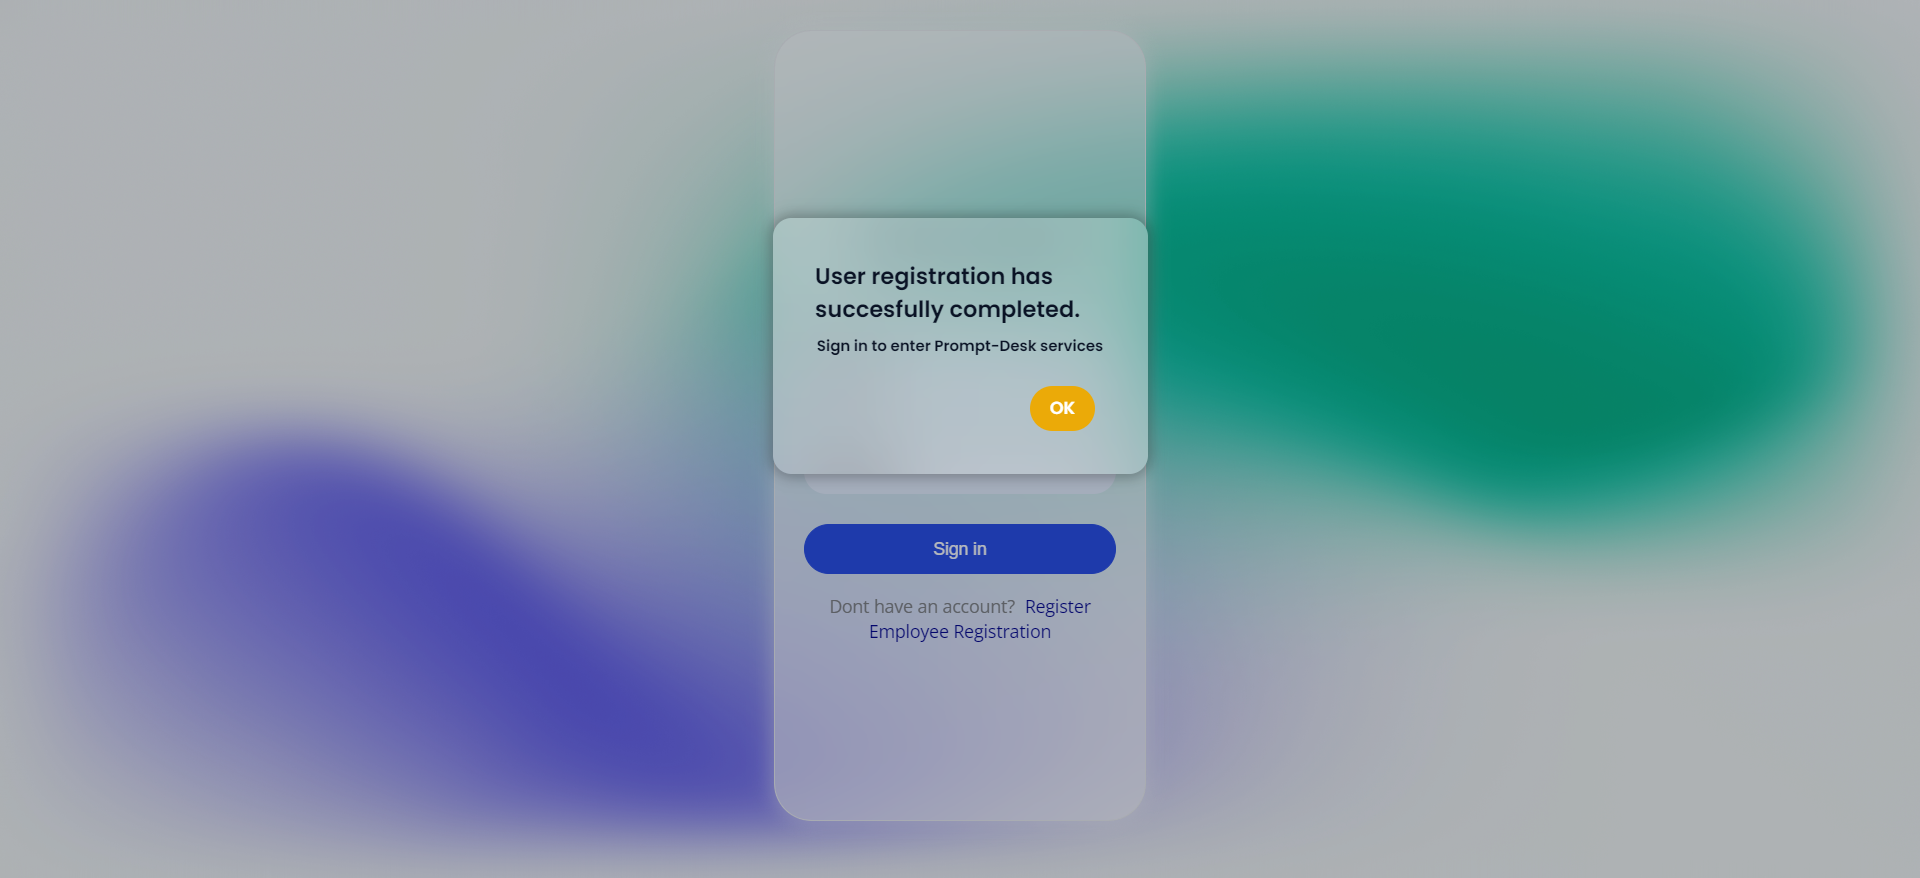 User registration has
succesfully completed.
Sign in to enter Prompt-Desk services
OK
Sign in
Dont have an account? Register
Employee Registration